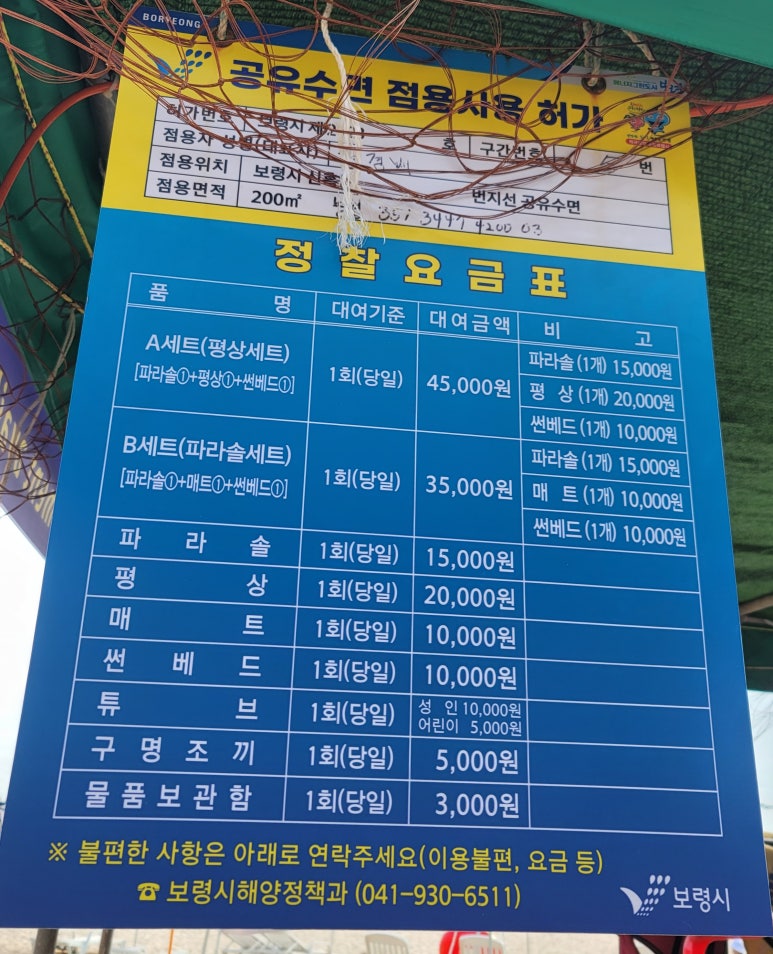 BORYEONG
공유수면 점용사용 허가
허가번호 보령시 제2 호 구간번호 번
점용자 성명(대표자)
점용위치 보령시 신흑 번지선 공유수면
점용면적 200㎡
정찰요금표
품 명 대여기준 대여금액 비 고
A세트(평상세트) 1회(당일) 45,000원 파라솔(1개) 15,000원
[파라솔①+평상①+썬베드①] 평 상(1개) 20,000원
썬베드(1개) 10,000원
B세트(파라솔세트) 1회(당일) 35,000원 파라솔(1개) 15,000원
[파라솔①+매트①+썬베드①] 매 트(1개) 10,000원
썬베드(1개) 10,000원
파 라 솔 1회(당일) 15,000원
평 상 1회(당일) 20,000원
매 트 1회(당일) 10,000원
썬 베 드 1회(당일) 10,000원
튜 브 1회(당일) 성 인 10,000원
어린이 5,000원
구 명 조 끼 1회(당일) 5,000원
물 품 보 관 함 1회(당일) 3,000원
※ 불편한 사항은 아래로 연락주세요(이용불편, 요금 등)
☎ 보령시해양정책과 (041-930-6511)
보령시